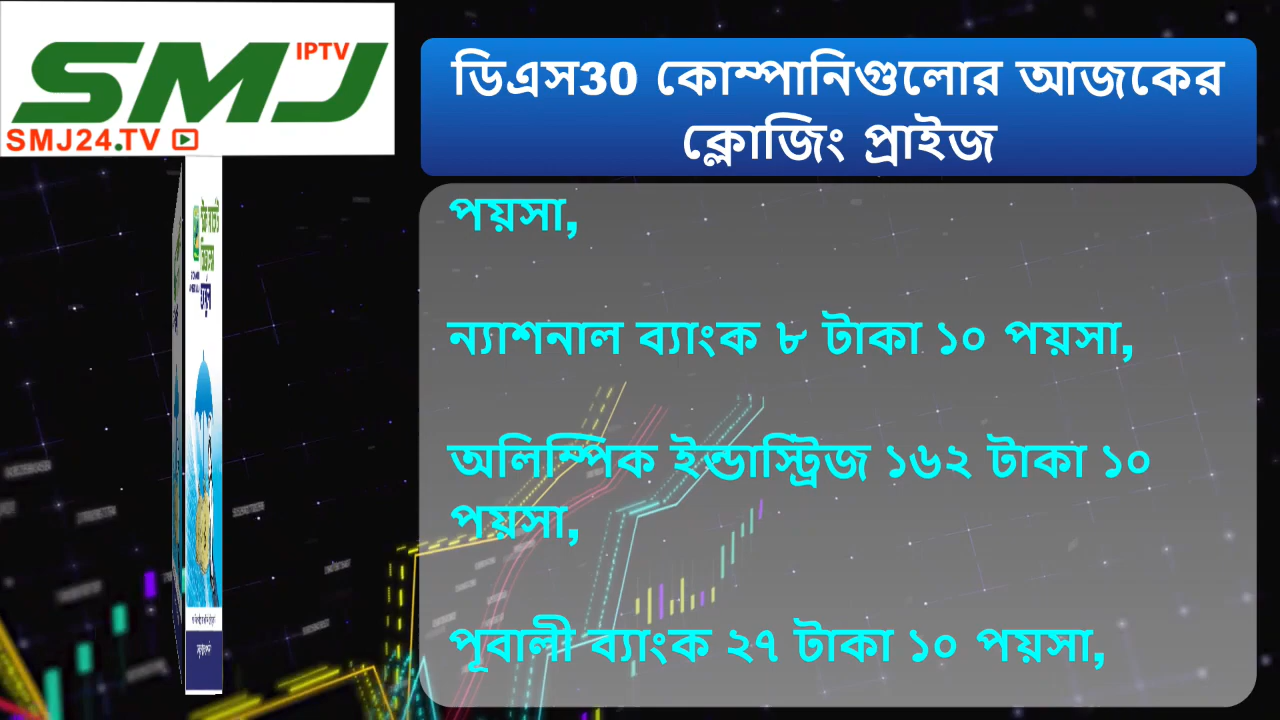 SMJ
IPTV
SMJ24.TV
ডিএস30 কোম্পানিগুলোর আজকের
ক্লোজিং প্রাইজ
পয়সা,
ন্যাশনাল ব্যাংক ৮ টাকা ১০ পয়সা,
অলিম্পিক ইন্ডাস্ট্রিজ ১৬২ টাকা ১০
পয়সা,
পূবালী ব্যাংক ২৭ টাকা ১০ পয়সা,